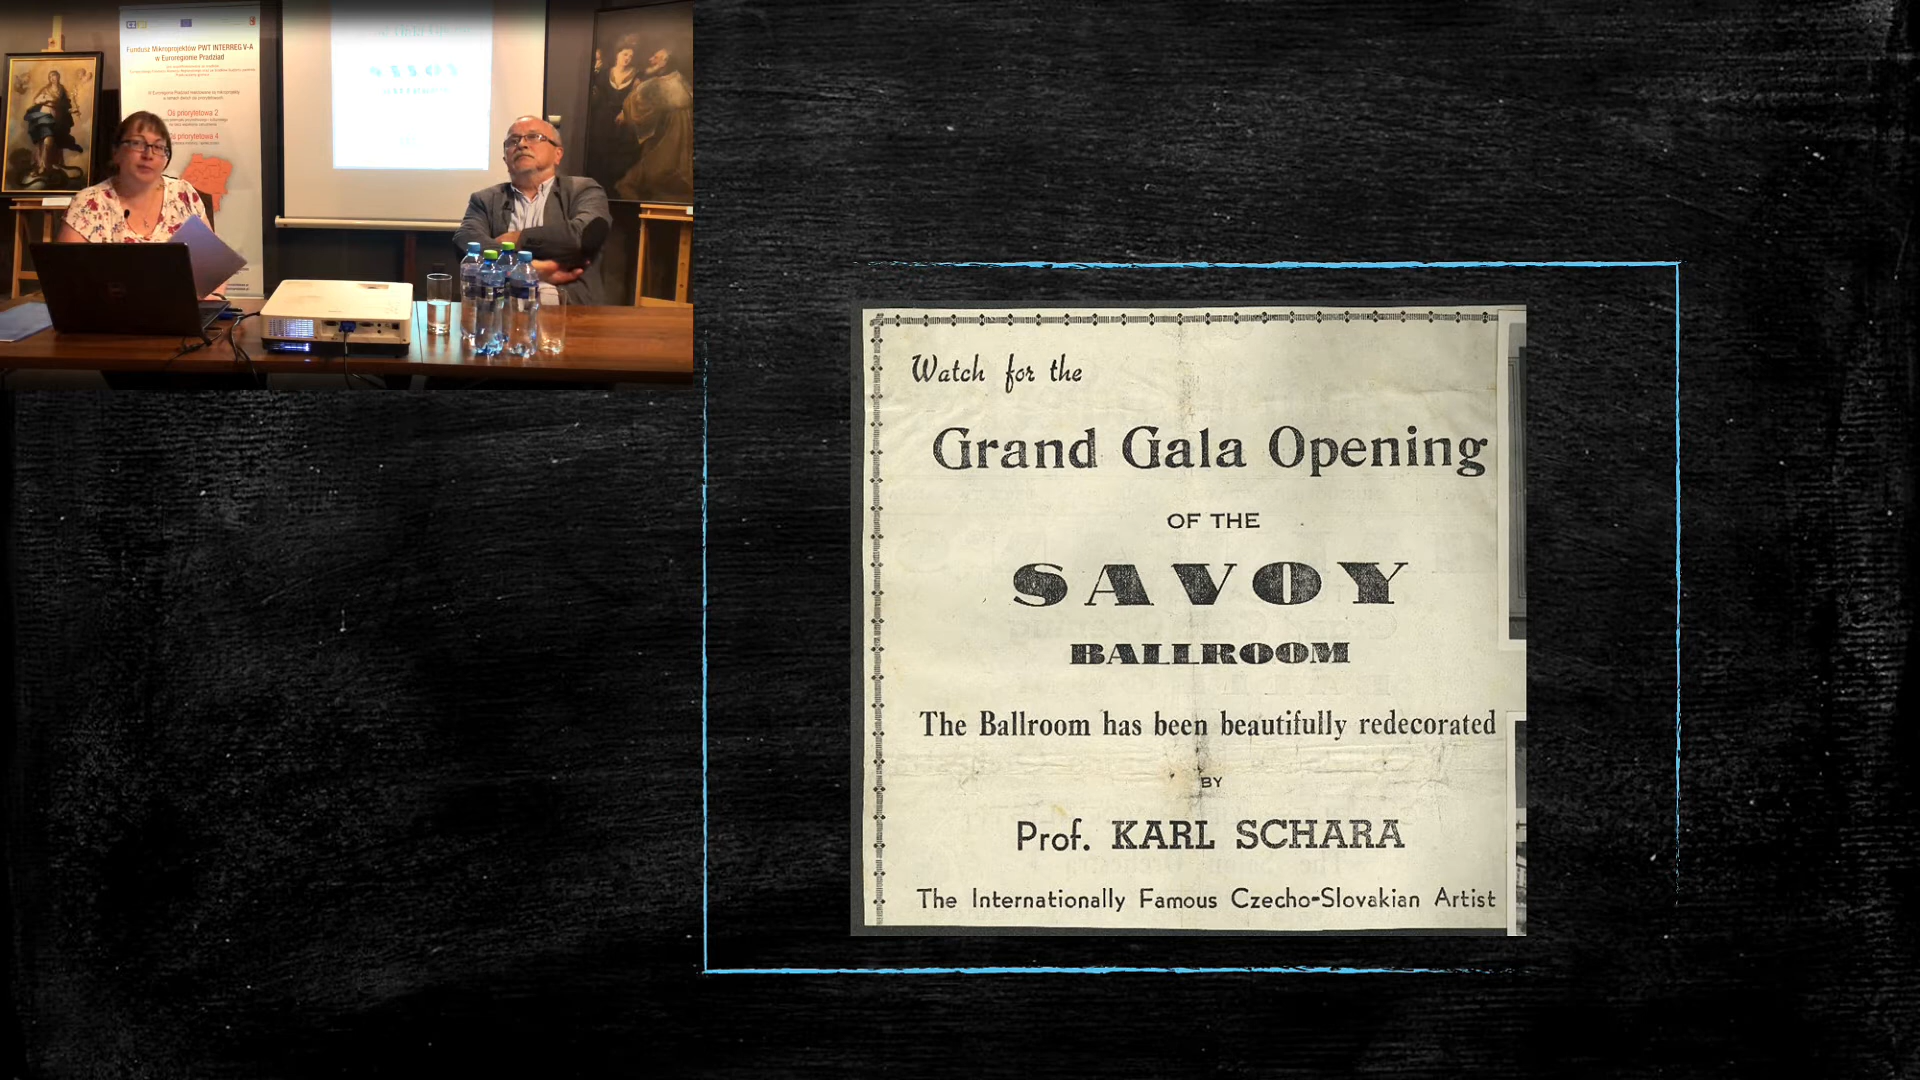 Fundusz Mikroprojektów PWT INTERREG V-A
w Euroregionie Pradziad
Oś priorytetowa 2
Oś priorytetowa 4
SAVOY
Watch for the
Grand Gala Opening
OF THE
SAVOY
BALLROOM
The Ballroom has been beautifully redecorated
BY
Prof. KARL SCHARA
The Internationally Famous Czecho-Slovakian Artist